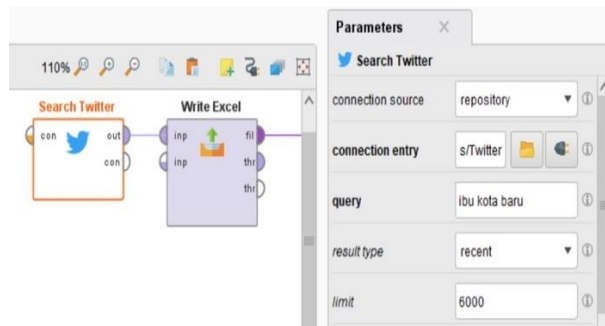 110%
Search Twitter
con
out
con
Write Excel
inp
inp
fil
thr
thr
Parameters
Search Twitter
connection source
repository
connection entry
s/Twitter
query
ibu kota baru
result type
recent
limit
6000